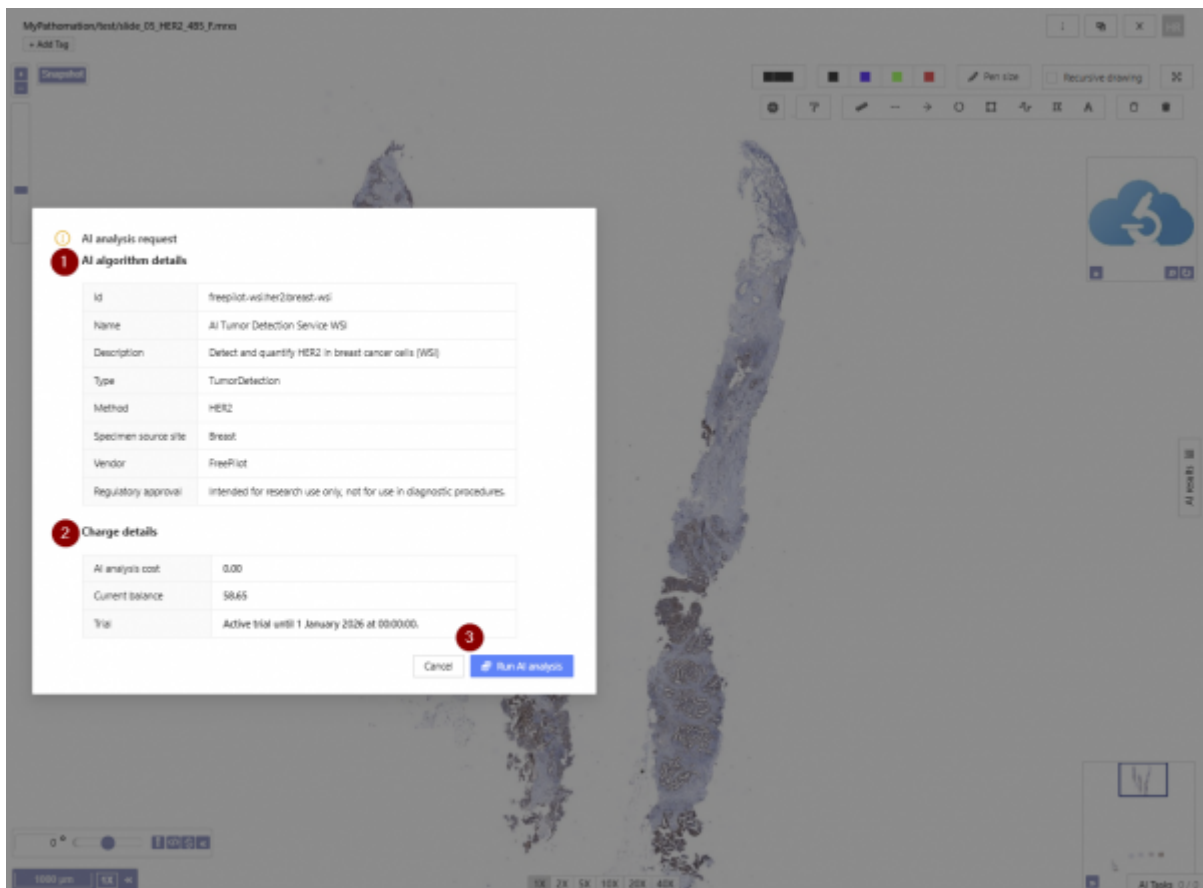 MyPathomation/test/slide_05_HER2_4B5_F.mrxs
+ Add Tag
Snapshot
Pen size
Recursive drawing
AI analysis request
1 AI algorithm details
Id freepilot-wsi:her2:breast-wsi
Name AI Tumor Detection Service WSI
Description Detect and quantify HER2 in breast cancer cells (WSI)
Type TumorDetection
Method HER2
Specimen source site Breast
Vendor FreePilot
Regulatory approval Intended for research use only, not for use in diagnostic procedures.
2 Charge details
AI analysis cost 0.00
Current balance 58.65
Trial Active trial until 1 January 2026 at 00:00:00.
3
Cancel Run AI analysis
0 °
1000 µm 1X
1X 2X 5X 10X 20X 40X
AI Tasks